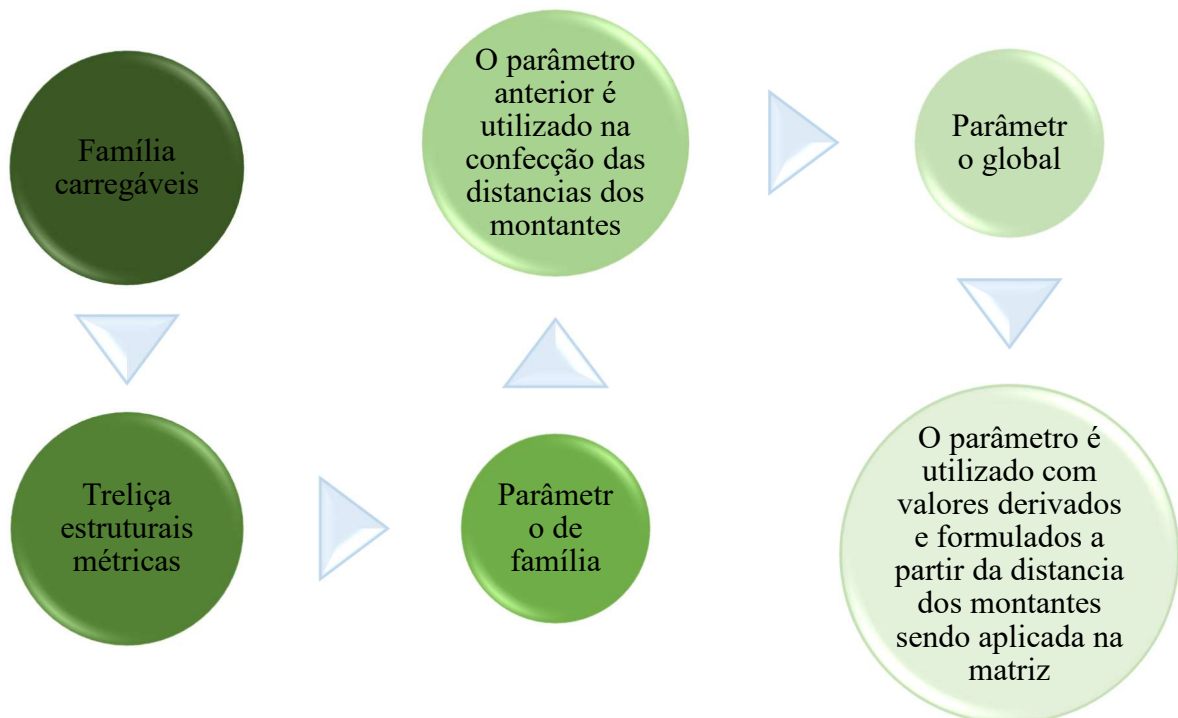 Família
carregáveis
Treliça
estruturais
métricas
Parâmetr
o de
família
O parâmetro
anterior é
utilizado na
confecção das
distancias dos
montantes
Parâmetr
o global
O parâmetro é
utilizado com
valores derivados
e formulados a
partir da distancia
dos montantes
sendo aplicada na
matriz